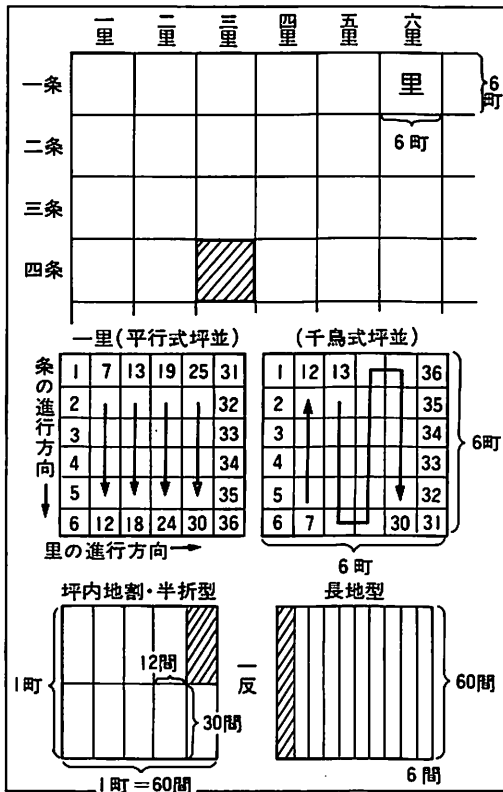 一里 二里 三里 四里 五里 六里
一条 里 6町
6町
二条
三条
四条
一里(平行式坪並)
条の進行方向
1 7 13 19 25 31
2 32
3 33
4 34
5 35
6 12 18 24 30 36
里の進行方向
(千鳥式坪並)
1 12 13 36
2 35
3 34
4 33
5 32
6 7 30 31
6町
6町
坪内地割・半折型
1町
12間
30間
1町=60間
一反
長地型
60間
6間